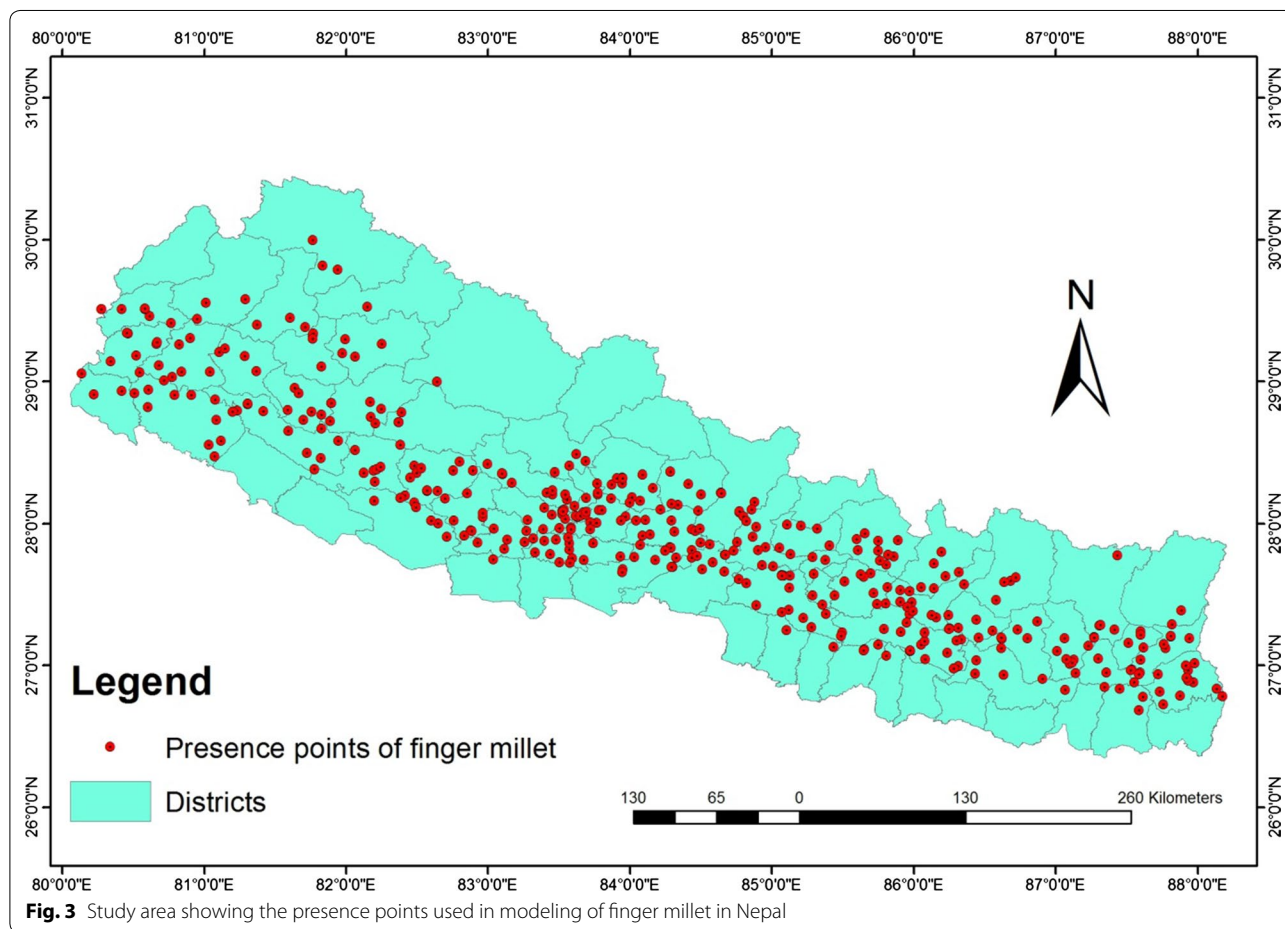 80°0'0"E 81°0'0"E 82°0'0"E 83°0'0"E 84°0'0"E 85°0'0"E 86°0'0"E 87°0'0"E 88°0'0"E
31°0'0"N 31°0'0"N
30°0'0"N 30°0'0"N
N
29°0'0"N 29°0'0"N
28°0'0"N 28°0'0"N
27°0'0"N 27°0'0"N
Legend
Presence points of finger millet
Districts
130 65 0 130 260 Kilometers
26°0'0"N 26°0'0"N
80°0'0"E 81°0'0"E 82°0'0"E 83°0'0"E 84°0'0"E 85°0'0"E 86°0'0"E 87°0'0"E 88°0'0"E
Fig. 3 Study area showing the presence points used in modeling of finger millet in Nepal